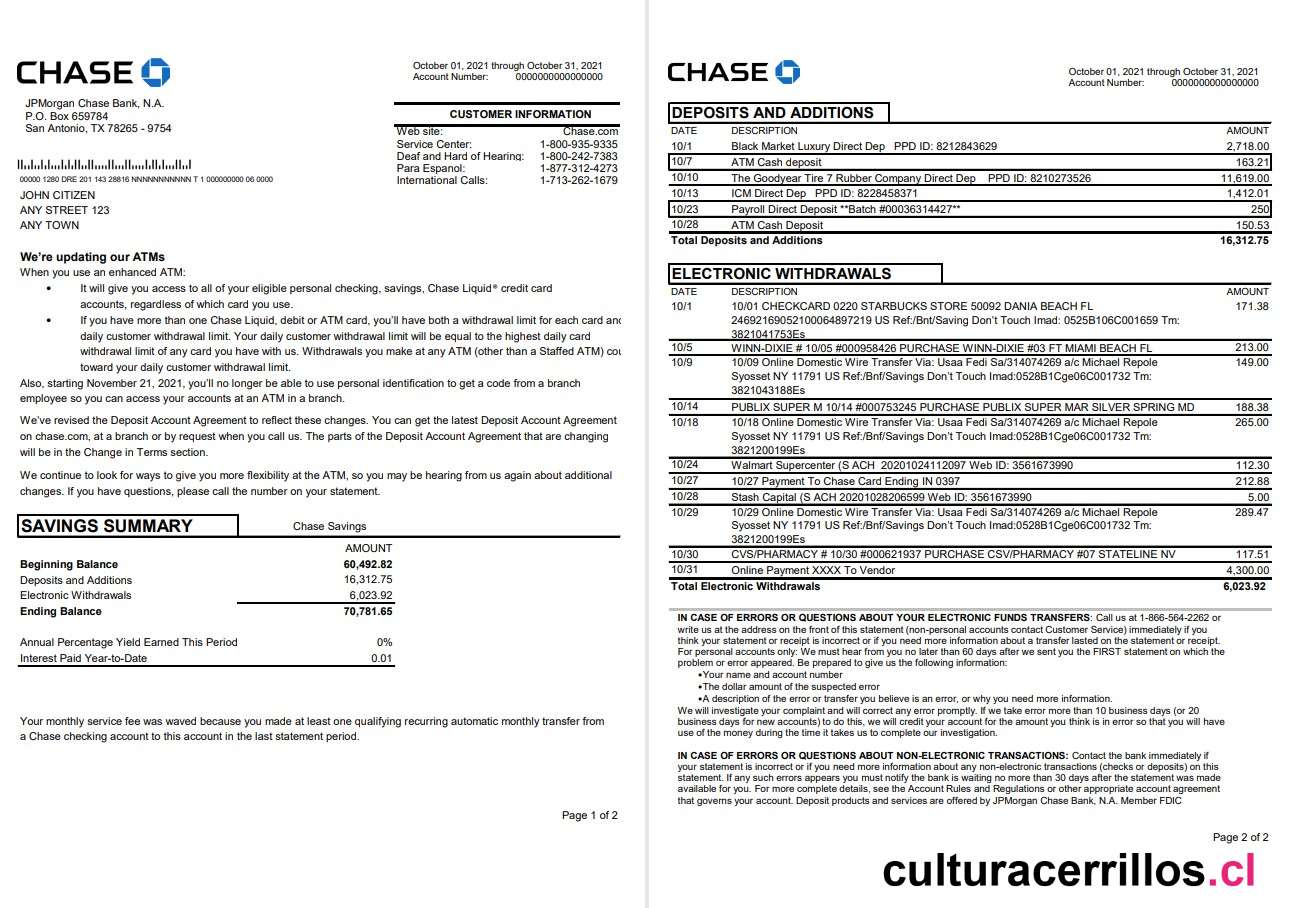 CHASE
October 01, 2021 through October 31, 2021
Account Number: 0000000000000000
JPMorgan Chase Bank, N.A.
P.O. Box 659784
San Antonio, TX 78265 - 9754
CUSTOMER INFORMATION
Web site: Chase.com
Service Center: 1-800-935-9335
Deaf and Hard of Hearing: 1-800-242-7383
Para Espanol: 1-877-312-4273
International Calls: 1-713-262-1679
00000 1280 DRE 201 143 28816 NNNNNNNNNNNN T 1 000000000 06 0000
JOHN CITIZEN
ANY STREET 123
ANY TOWN
We're updating our ATMs
When you use an enhanced ATM:
• It will give you access to all of your eligible personal checking, savings, Chase Liquid® credit card
accounts, regardless of which card you use.
• If you have more than one Chase Liquid, debit or ATM card, you'll have both a withdrawal limit for each card and
daily customer withdrawal limit. Your daily customer withdrawal limit will be equal to the highest daily card
withdrawal limit of any card you have with us. Withdrawals you make at any ATM (other than a Staffed ATM) cou
toward your daily customer withdrawal limit.
Also, starting November 21, 2021, you'll no longer be able to use personal identification to get a code from a branch
employee so you can access your accounts at an ATM in a branch.
We've revised the Deposit Account Agreement to reflect these changes. You can get the latest Deposit Account Agreement
on chase.com, at a branch or by request when you call us. The parts of the Deposit Account Agreement that are changing
will be in the Change in Terms section.
We continue to look for ways to give you more flexibility at the ATM, so you may be hearing from us again about additional
changes. If you have questions, please call the number on your statement.
SAVINGS SUMMARY Chase Savings
AMOUNT
Beginning Balance 60,492.82
Deposits and Additions 16,312.75
Electronic Withdrawals 6,023.92
Ending Balance 70,781.65
Annual Percentage Yield Earned This Period 0%
Interest Paid Year-to-Date 0.01
Your monthly service fee was waved because you made at least one qualifying recurring automatic monthly transfer from
a Chase checking account to this account in the last statement period.
Page 1 of 2
CHASE
October 01, 2021 through October 31, 2021
Account Number: 0000000000000000
DEPOSITS AND ADDITIONS
DATE DESCRIPTION AMOUNT
10/1 Black Market Luxury Direct Dep PPD ID: 8212843629 2,718.00
10/7 ATM Cash deposit 163.21
10/10 The Goodyear Tire 7 Rubber Company Direct Dep PPD ID: 8210273526 11,619.00
10/13 ICM Direct Dep PPD ID: 8228458371 1,412.01
10/23 Payroll Direct Deposit **Batch #00036314427** 250
10/28 ATM Cash Deposit 150.53
Total Deposits and Additions 16,312.75
ELECTRONIC WITHDRAWALS
DATE DESCRIPTION AMOUNT
10/1 10/01 CHECKCARD 0220 STARBUCKS STORE 50092 DANIA BEACH FL 171.38
24692169052100064897219 US Ref:/Bnt/Saving Don't Touch Imad: 0525B106C001659 Tm:
3821041753Es
10/5 WINN-DIXIE # 10/05 #000958426 PURCHASE WINN-DIXIE #03 FT MIAMI BEACH FL 213.00
10/9 10/09 Online Domestic Wire Transfer Via: Usaa Fedi Sa/314074269 a/c Michael Repole 149.00
Syosset NY 11791 US Ref:/Bnf/Savings Don't Touch Imad:0528B1Cge06C001732 Tm:
3821043188Es
10/14 PUBLIX SUPER M 10/14 #000753245 PURCHASE PUBLIX SUPER MAR SILVER SPRING MD 188.38
10/18 10/18 Online Domestic Wire Transfer Via: Usaa Fedi Sa/314074269 a/c Michael Repole 265.00
Syosset NY 11791 US Ref:/Bnf/Savings Don't Touch Imad:0528B1Cge06C001732 Tm:
3821200199Es
10/24 Walmart Supercenter (S ACH 20201024112097 Web ID: 3561673990 112.30
10/27 10/27 Payment To Chase Card Ending IN 0397 212.88
10/28 Stash Capital (S ACH 20201028206599 Web ID: 3561673990 5.00
10/29 10/29 Online Domestic Wire Transfer Via: Usaa Fedi Sa/314074269 a/c Michael Repole 289.47
Syosset NY 11791 US Ref:/Bnf/Savings Don't Touch Imad:0528B1Cge06C001732 Tm:
3821200199Es
10/30 CVS/PHARMACY # 10/30 #000621937 PURCHASE CSV/PHARMACY #07 STATELINE NV 117.51
10/31 Online Payment XXXX To Vendor 4,300.00
Total Electronic Withdrawals 6,023.92
IN CASE OF ERRORS OR QUESTIONS ABOUT YOUR ELECTRONIC FUNDS TRANSFERS: Call us at 1-866-564-2262 or
write us at the address on the front of this statement (non-personal accounts contact Customer Service) immediately if you
think your statement or receipt is incorrect or if you need more information about a transfer lasted on the statement or receipt.
For personal accounts only: We must hear from you no later than 60 days after we sent you the FIRST statement on which the
problem or error appeared. Be prepared to give us the following information:
•Your name and account number
•The dollar amount of the suspected error
•A description of the error or transfer you believe is an error, or why you need more information.
We will investigate your complaint and will correct any error promptly. If we take error more than 10 business days (or 20
business days for new accounts) to do this, we will credit your account for the amount you think is in error so that you will have
use of the money during the time it takes us to complete our investigation.
IN CASE OF ERRORS OR QUESTIONS ABOUT NON-ELECTRONIC TRANSACTIONS: Contact the bank immediately if
your statement is incorrect or if you need more information about any non-electronic transactions (checks or deposits) on this
statement. If any such errors appears you must notify the bank is waiting no more than 30 days after the statement was made
available for you. For more complete details, see the Account Rules and Regulations or other appropriate account agreement
that governs your account. Deposit products and services are offered by JPMorgan Chase Bank, N.A. Member FDIC
Page 2 of 2
culturacerrillos.cl